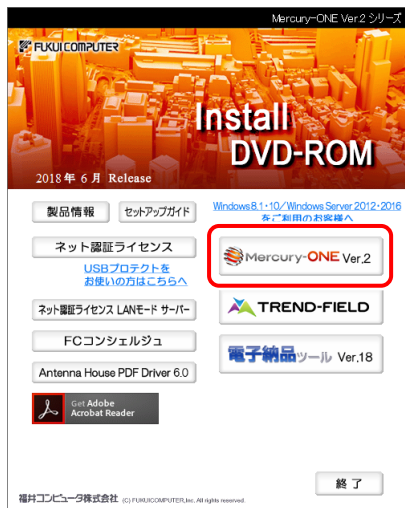 Mercury-ONE Ver.2 シリーズ
FUKUI COMPUTER
Install
DVD-ROM
2018年 6月 Release
製品情報
セットアップガイド
Windows8.1・10/Windows Server 2012・2016
をご利用のお客様へ
ネット認証ライセンス
USBプロテクトを
お使いの方はこちらへ
Mercury-ONE Ver.2
ネット認証ライセンス LANモード サーバー
TREND-FIELD
FCコンシェルジュ
電子納品ツール Ver.18
Antenna House PDF Driver 6.0
Get Adobe
Acrobat Reader
終 了
福井コンピュータ株式会社 (C) FUKUICOMPUTER,Inc. All rights reserved.